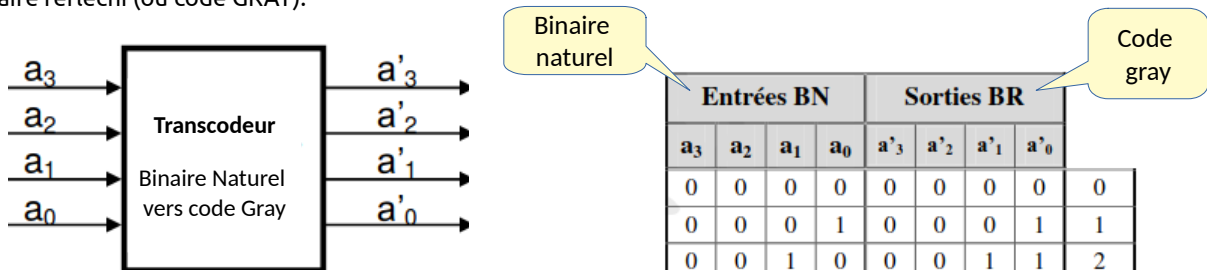 aire réfléchi (ou code GRAY).
a3
a2
a1
a0
Transcodeur
Binaire Naturel
vers code Gray
a'3
a'2
a'1
a'0
Binaire
naturel
Code
gray
Entrées BN Sorties BR
a3 a2 a1 a0 a'3 a'2 a'1 a'0
0 0 0 0 0 0 0 0 0
0 0 0 1 0 0 0 1 1
0 0 1 0 0 0 1 1 2